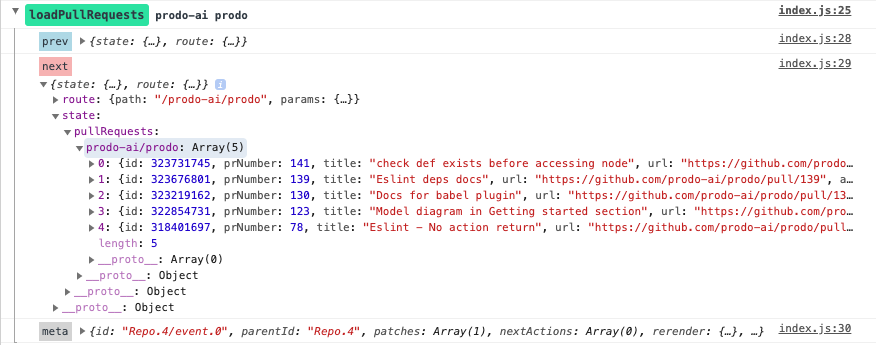 loadPullRequests prodo-ai prodo index.js:25
prev {state: {…}, route: {…}} index.js:28
next index.js:29
{state: {…}, route: {…}} i
route: {path: "/prodo-ai/prodo", params: {…}}
state:
pullRequests:
prodo-ai/prodo: Array(5)
0: {id: 323731745, prNumber: 141, title: "check def exists before accessing node", url: "https://github.com/prodo…
1: {id: 323676801, prNumber: 139, title: "Eslint deps docs", url: "https://github.com/prodo-ai/prodo/pull/139", a…
2: {id: 323219162, prNumber: 130, title: "Docs for babel plugin", url: "https://github.com/prodo-ai/prodo/pull/13…
3: {id: 322854731, prNumber: 123, title: "Model diagram in Getting started section", url: "https://github.com/pro…
4: {id: 318401697, prNumber: 78, title: "Eslint - No action return", url: "https://github.com/prodo-ai/prodo/pull…
length: 5
__proto__: Array(0)
__proto__: Object
__proto__: Object
__proto__: Object
meta {id: "Repo.4/event.0", parentId: "Repo.4", patches: Array(1), nextActions: Array(0), rerender: {…}, …} index.js:30